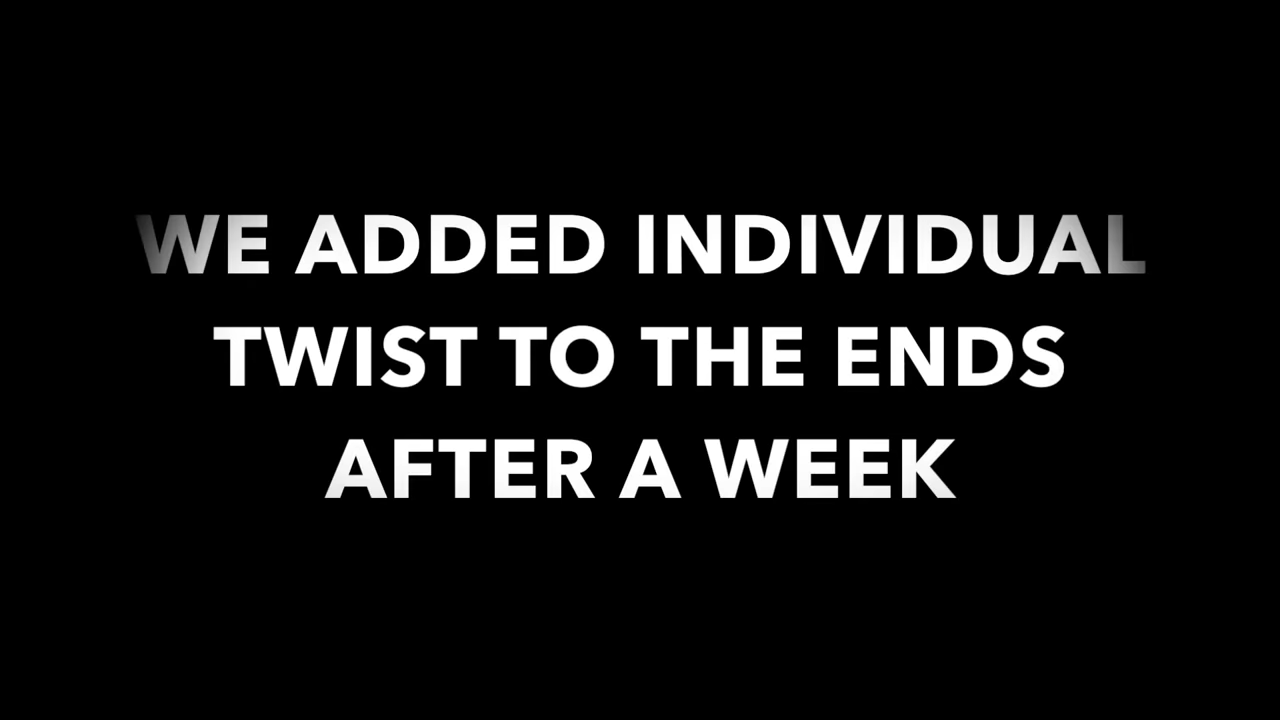 WE ADDED INDIVIDUAL
TWIST TO THE ENDS
AFTER A WEEK